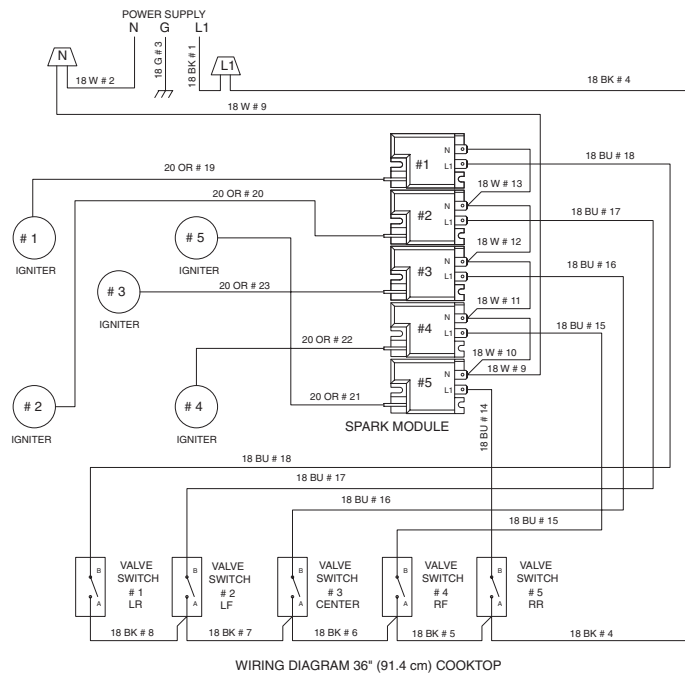 POWER SUPPLY
N G L1
N
18 W # 2
18 G # 3
18 BK # 1
L1
18 BK # 4
18 W # 9
#1
N
L1
18 BU # 18
20 OR # 19
18 W # 13
20 OR # 20
#2
N
L1
18 BU # 17
# 1
IGNITER
# 5
IGNITER
18 W # 12
#3
N
L1
18 BU # 16
# 3
IGNITER
20 OR # 23
18 W # 11
#4
N
L1
18 BU # 15
20 OR # 22
18 W # 10
18 W # 9
#5
N
L1
# 2
IGNITER
# 4
IGNITER
20 OR # 21
SPARK MODULE
18 BU # 14
18 BU # 18
18 BU # 17
18 BU # 16
18 BU # 15
B
A
VALVE
SWITCH
# 1
LR
B
A
VALVE
SWITCH
# 2
LF
B
A
VALVE
SWITCH
# 3
CENTER
B
A
VALVE
SWITCH
# 4
RF
B
A
VALVE
SWITCH
# 5
RR
18 BK # 8
18 BK # 7
18 BK # 6
18 BK # 5
18 BK # 4
WIRING DIAGRAM 36" (91.4 cm) COOKTOP